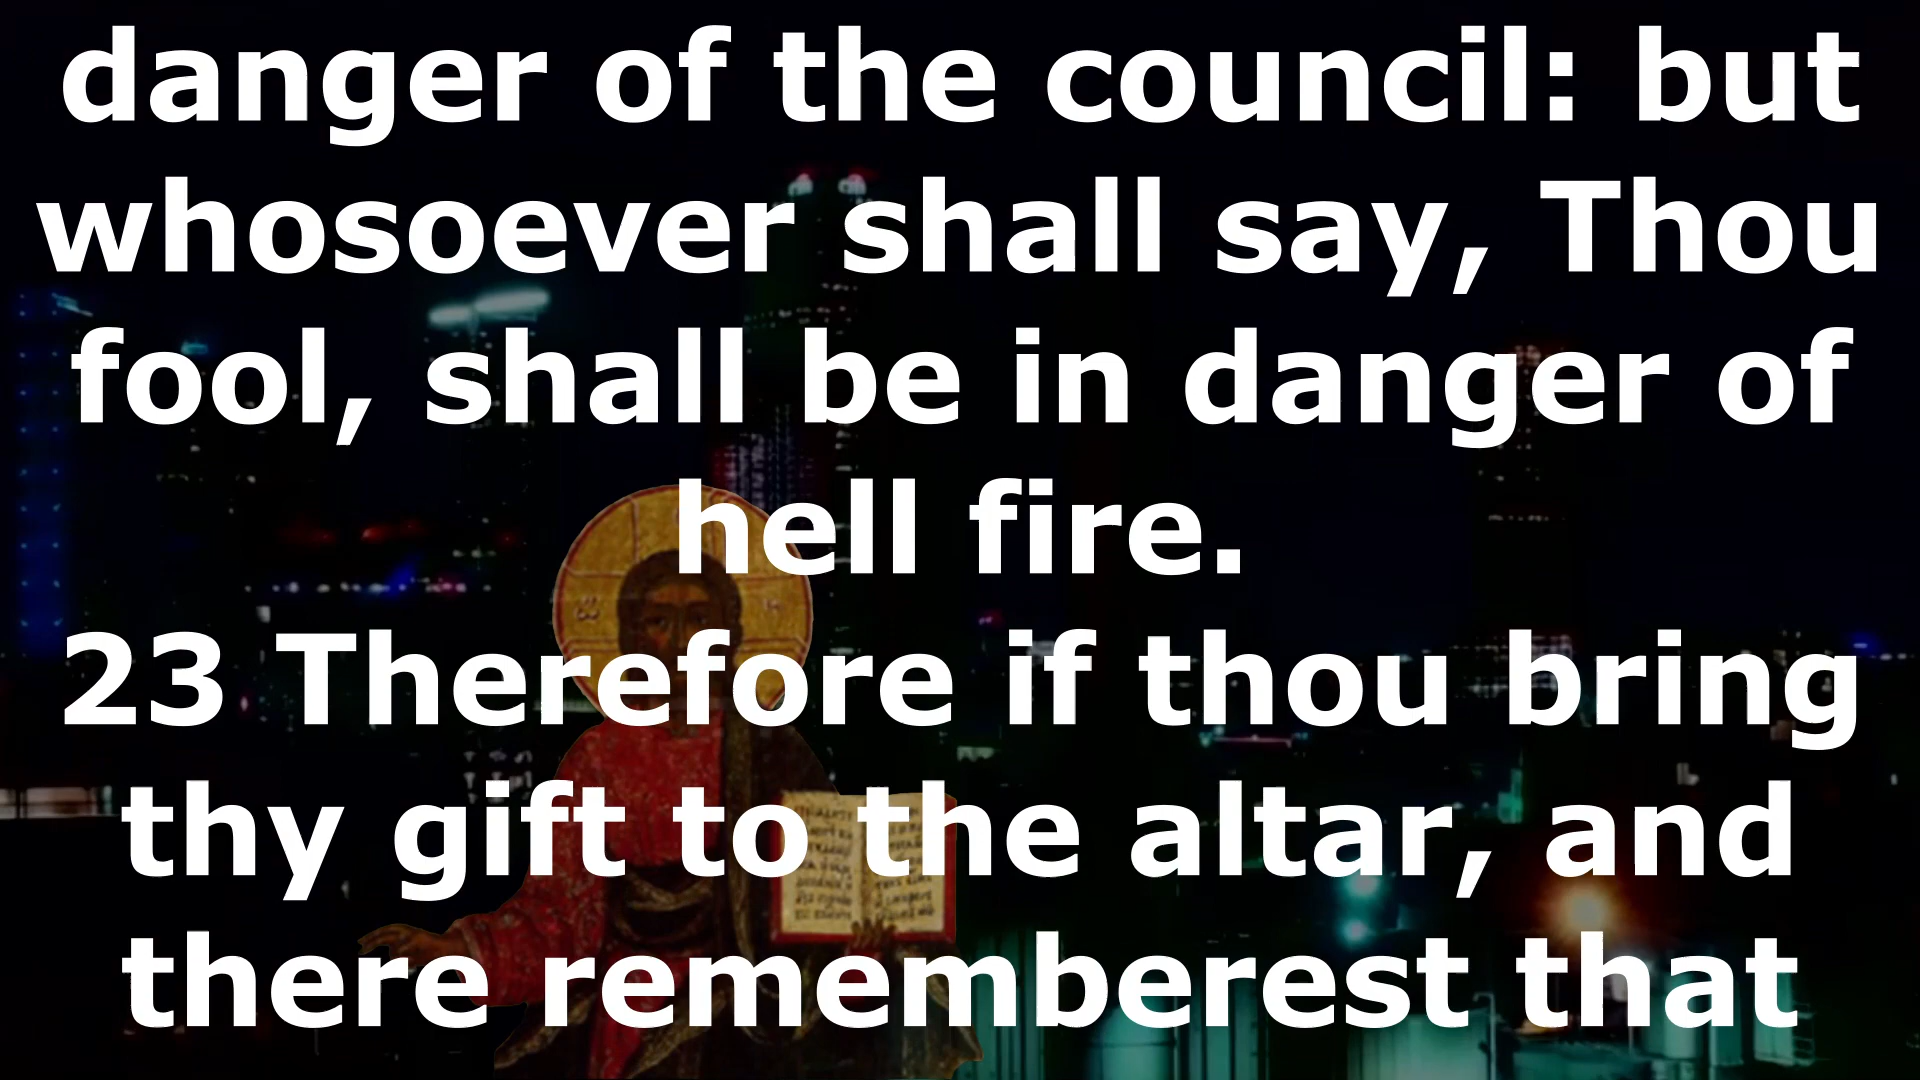 danger of the council: but
whosoever shall say, Thou
fool, shall be in danger of
hell fire.
23 Therefore if thou bring
thy gift to the altar, and
there rememberest that